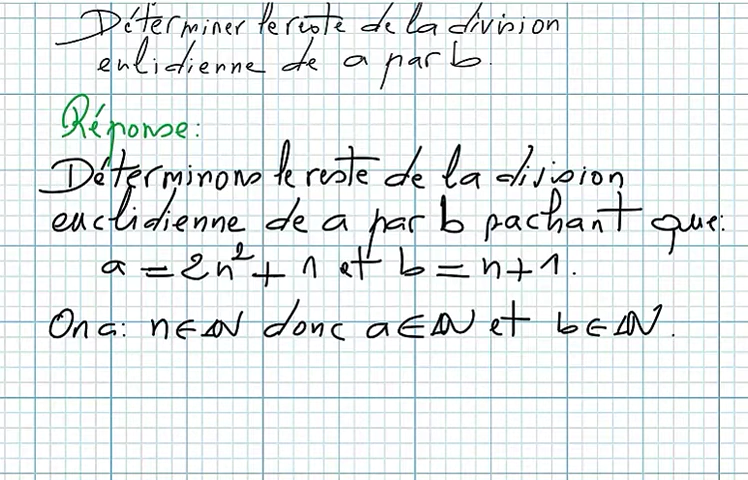 Déterminer le reste de la division
eulidienne de a par b.
Réponse:
Déterminons le reste de la division
euclidienne de a par b sachant que:
a = 2n² + 1 et b = n + 1.
On a: n ∈ ℕ donc a ∈ ℕ et b ∈ ℕ.